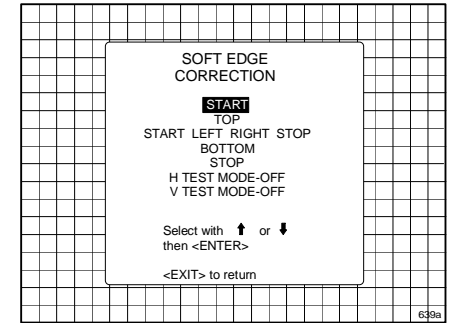 SOFT EDGE
CORRECTION
START
TOP
START LEFT RIGHT STOP
BOTTOM
STOP
H TEST MODE-OFF
V TEST MODE-OFF
Select with ⬆ or ⬇
then <ENTER>
<EXIT> to return
639a